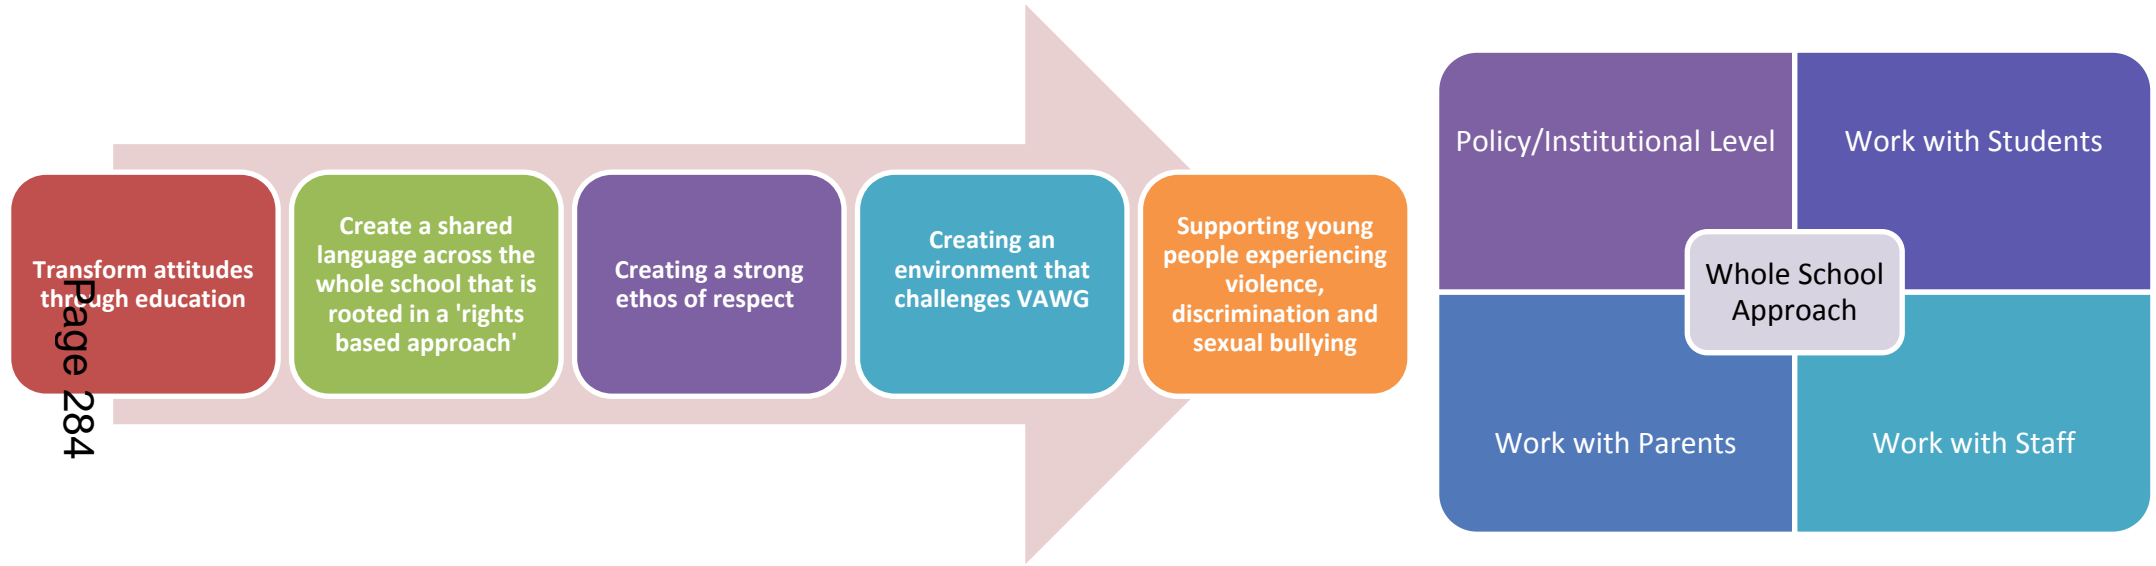 Transform attitudes
through education
Create a shared
language across the
whole school that is
rooted in a 'rights
based approach'
Creating a strong
ethos of respect
Creating an
environment that
challenges VAWG
Supporting young
people experiencing
violence,
discrimination and
sexual bullying
Policy/Institutional Level
Work with Students
Whole School
Approach
Work with Parents
Work with Staff
Page 284